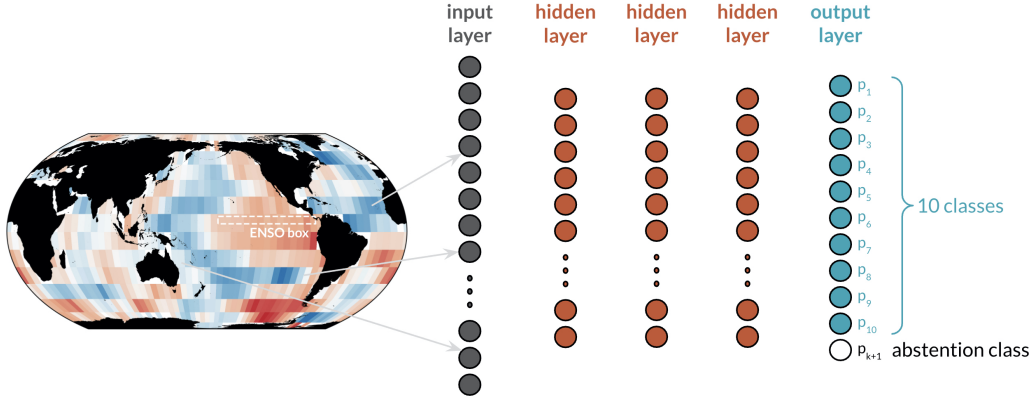 input
layer
hidden
layer
hidden
layer
hidden
layer
output
layer
ENSO box
p1
p2
p3
p4
p5
p6
p7
p8
p9
p10
10 classes
pk+1 abstention class